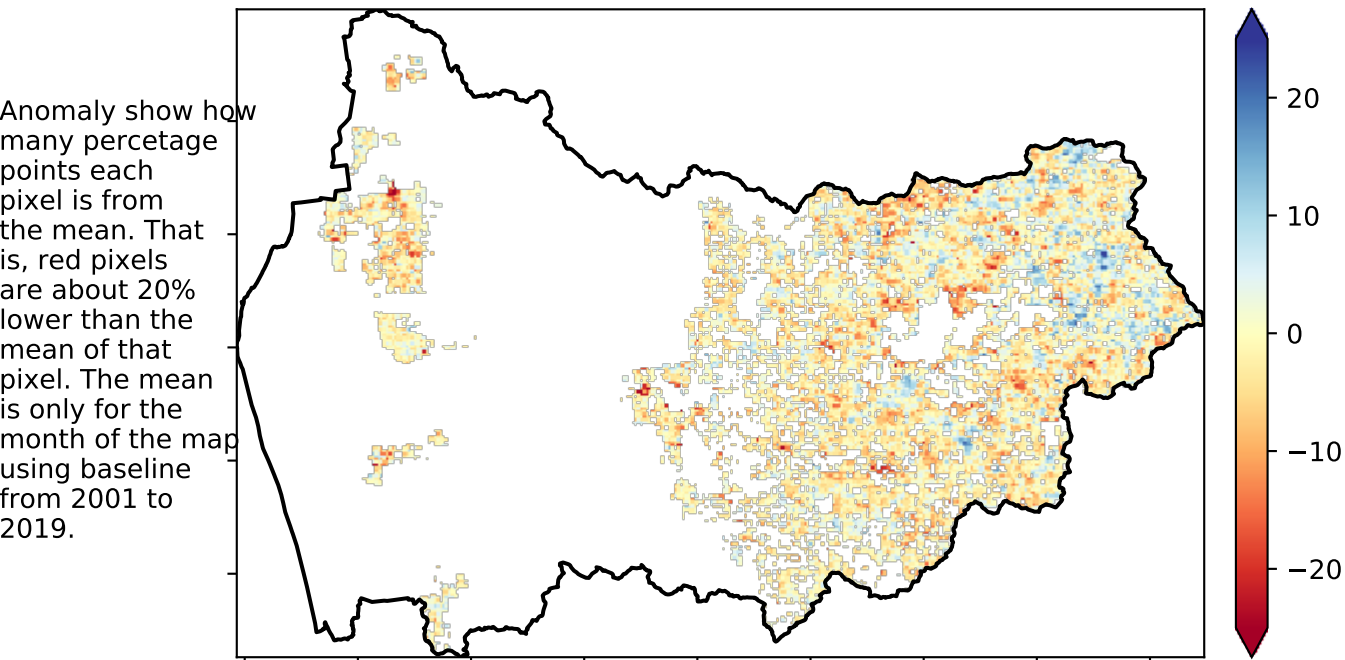 Anomaly show how
many percetage
points each
pixel is from
the mean. That
is, red pixels
are about 20%
lower than the
mean of that
pixel. The mean
is only for the
month of the map
using baseline
from 2001 to
2019.
20
10
0
−10
−20